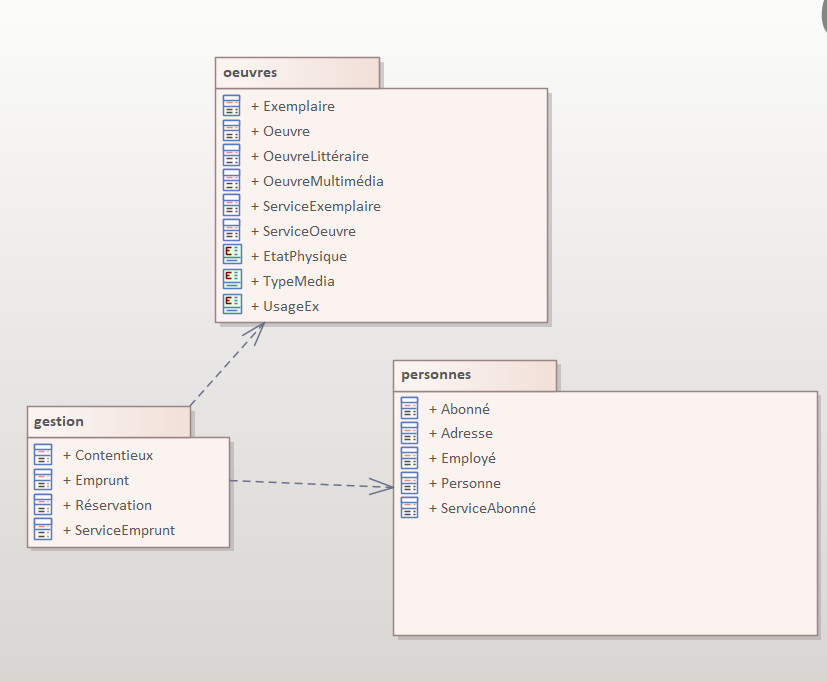 oeuvres
+ Exemplaire
+ Oeuvre
+ OeuvreLittéraire
+ OeuvreMultimédia
+ ServiceExemplaire
+ ServiceOeuvre
E + EtatPhysique
E + TypeMedia
E + UsageEx
gestion
+ Contentieux
+ Emprunt
+ Réservation
+ ServiceEmprunt
personnes
+ Abonné
+ Adresse
+ Employé
+ Personne
+ ServiceAbonné